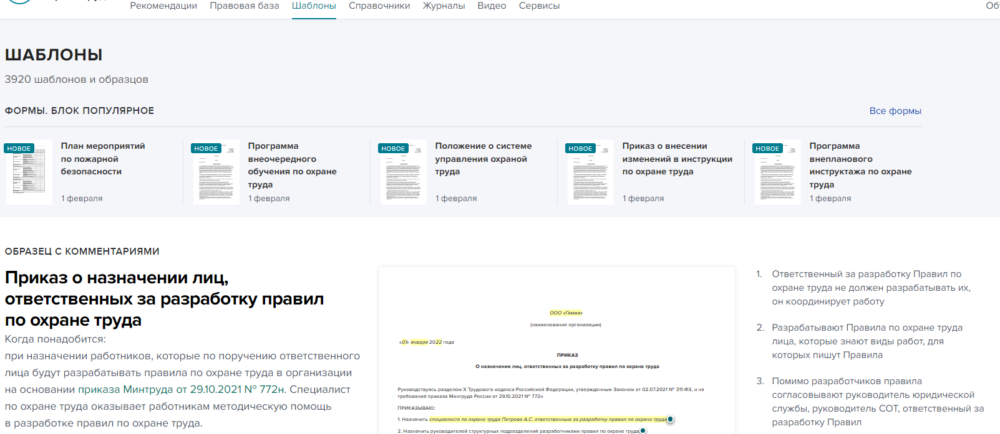 Рекомендации Правовая база Шаблоны Справочники Журналы Видео Сервисы
ШАБЛОНЫ
3920 шаблонов и образцов
ФОРМЫ. БЛОК ПОПУЛЯРНОЕ
Все формы
НОВОЕ
План мероприятий
по пожарной
безопасности
1 февраля
НОВОЕ
Программа
внеочередного
обучения по охране
труда
1 февраля
НОВОЕ
Положение о системе
управления охраной
труда
1 февраля
НОВОЕ
Приказ о внесении
изменений в инструкции
по охране труда
1 февраля
НОВОЕ
Программа
внепланового
инструктажа по охране
труда
1 февраля
ОБРАЗЕЦ С КОММЕНТАРИЯМИ
Приказ о назначении лиц,
ответственных за разработку правил
по охране труда
Когда понадобится:
при назначении работников, которые по поручению ответственного
лица будут разрабатывать правила по охране труда в организации
на основании приказа Минтруда от 29.10.2021 № 772н. Специалист
по охране труда оказывает работникам методическую помощь
в разработке правил по охране труда.
ООО «Гамма»
(наименование организации)
«01» января 2022 года
ПРИКАЗ
О назначении лиц, ответственных за разработку правил по охране труда
Руководствуясь разделом X Трудового кодекса Российской Федерации, утвержденным Законом от 02.07.2021 № 311-ФЗ, и на
требований приказа Минтруда России от 29.10.2021 № 772н
ПРИКАЗЫВАЮ:
1. Назначить специалиста по охране труда Петрова А.С. ответственным за разработку правил по охране труда
2. Назначить руководителей структурных подразделений разработчиками правил по охране труда
1. Ответственный за разработку Правил по
охране труда не должен разрабатывать их,
он координирует работу
2. Разрабатывают Правила по охране труда
лица, которые знают виды работ, для
которых пишут Правила
3. Помимо разработчиков правила
согласовывают руководитель юридической
службы, руководитель СОТ, ответственный за
разработку Правил